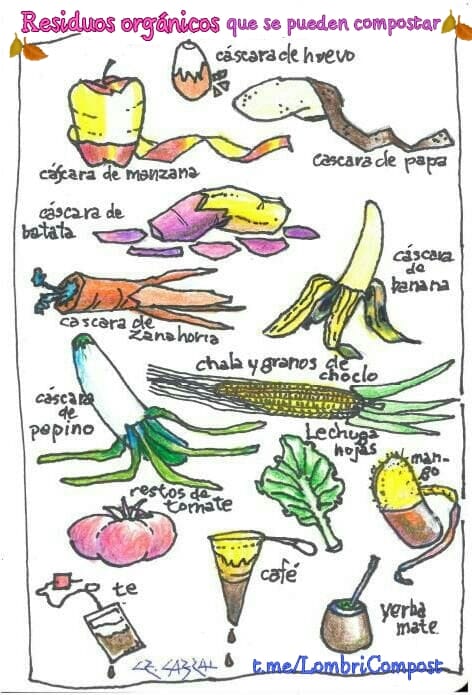 Residuos orgánicos que se pueden compostar
cáscara de huevo
cáscara de manzana
cascara de papa
cáscara de
batata
cáscara
de
banana
cascara de
zanahoria
chala y granos de
choclo
cáscara
de
pepino
Lechuga
hojas
man-
go
restos de
tomate
te
café
yerba
mate
CR. CABRAL
t.me/LombriCompost